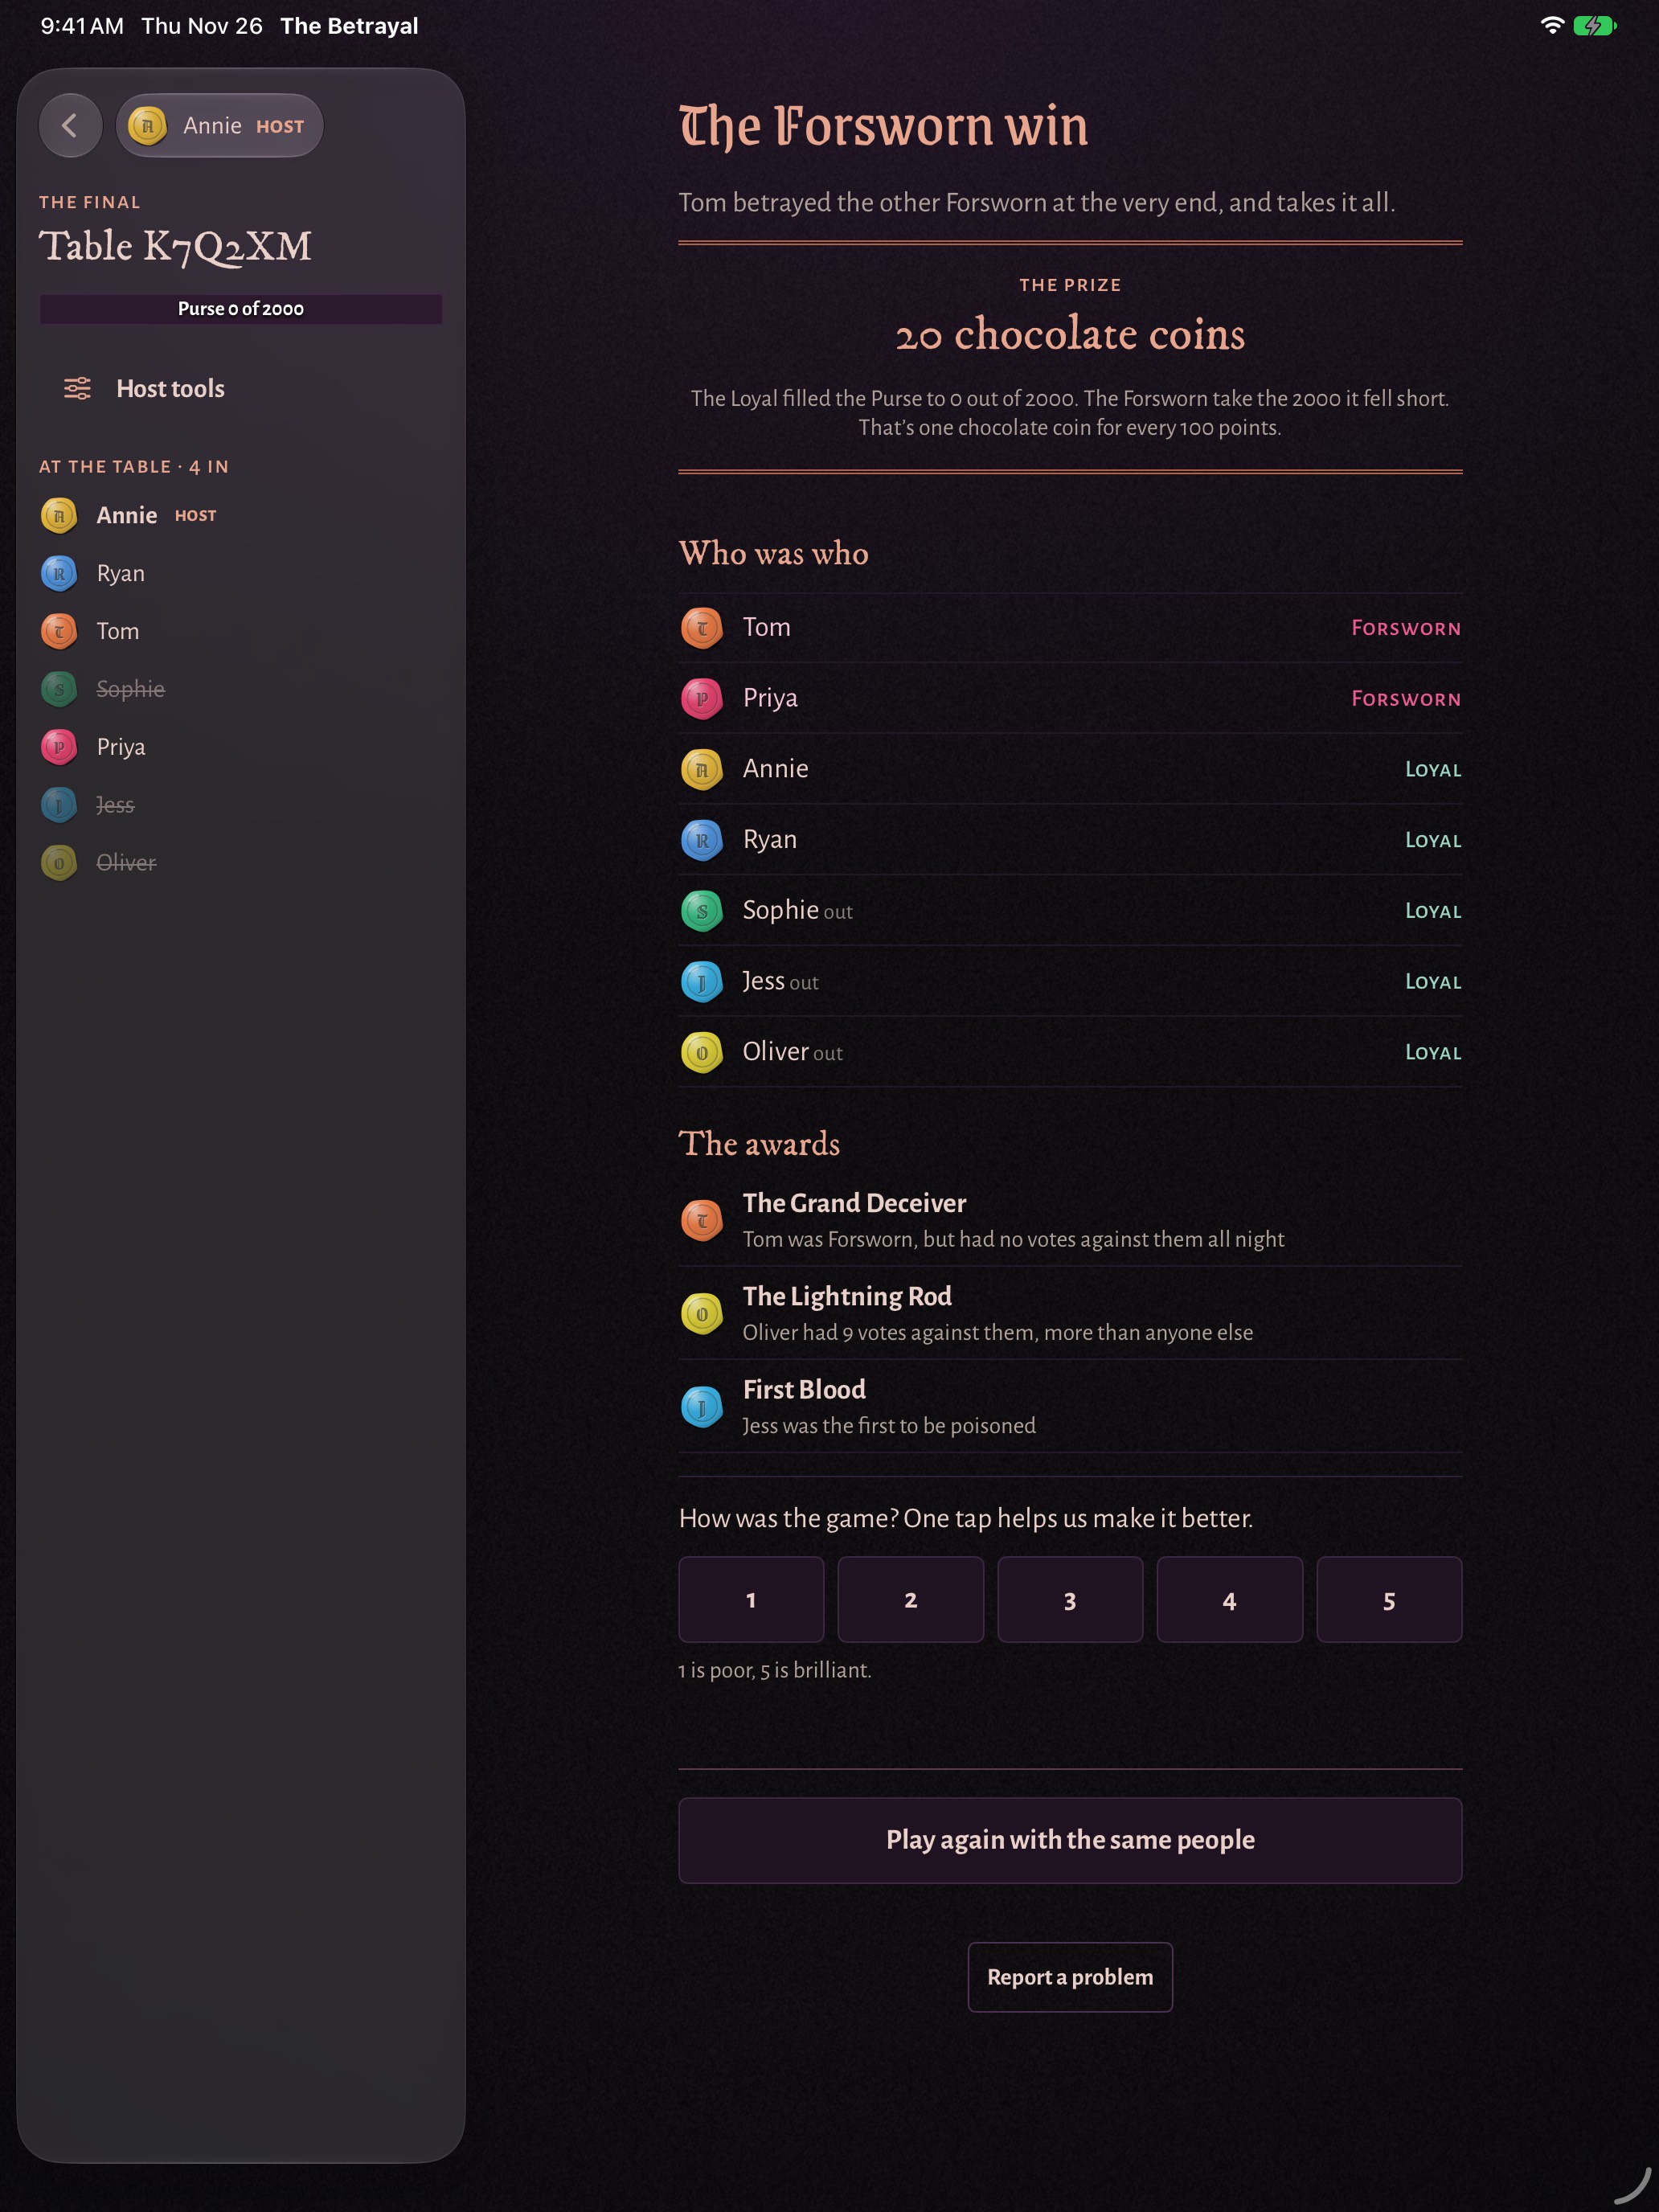 9:41 AM Thu Nov 26 The Betrayal
A Annie HOST
THE FINAL
Table K7Q2XM
Purse 0 of 2000
Host tools
AT THE TABLE · 4 IN
A Annie HOST
R Ryan
T Tom
S Sophie
P Priya
J Jess
O Oliver
The Forsworn win
Tom betrayed the other Forsworn at the very end, and takes it all.
THE PRIZE
20 chocolate coins
The Loyal filled the Purse to 0 out of 2000. The Forsworn take the 2000 it fell short.
That’s one chocolate coin for every 100 points.
Who was who
T Tom Forsworn
P Priya Forsworn
A Annie Loyal
R Ryan Loyal
S Sophie out Loyal
J Jess out Loyal
O Oliver out Loyal
The awards
The Grand Deceiver
T Tom was Forsworn, but had no votes against them all night
The Lightning Rod
O Oliver had 9 votes against them, more than anyone else
First Blood
J Jess was the first to be poisoned
How was the game? One tap helps us make it better.
1 2 3 4 5
1 is poor, 5 is brilliant.
Play again with the same people
Report a problem